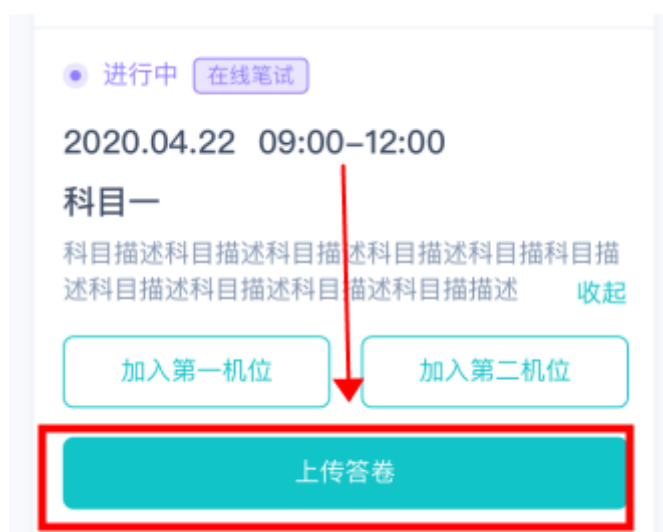 进行中 在线笔试
2020.04.22 09:00-12:00
科目一
科目描述科目描述科目描述科目描述科目描科目描
述科目描述科目描述科目描述科目描描述 收起
加入第一机位 加入第二机位
上传答卷